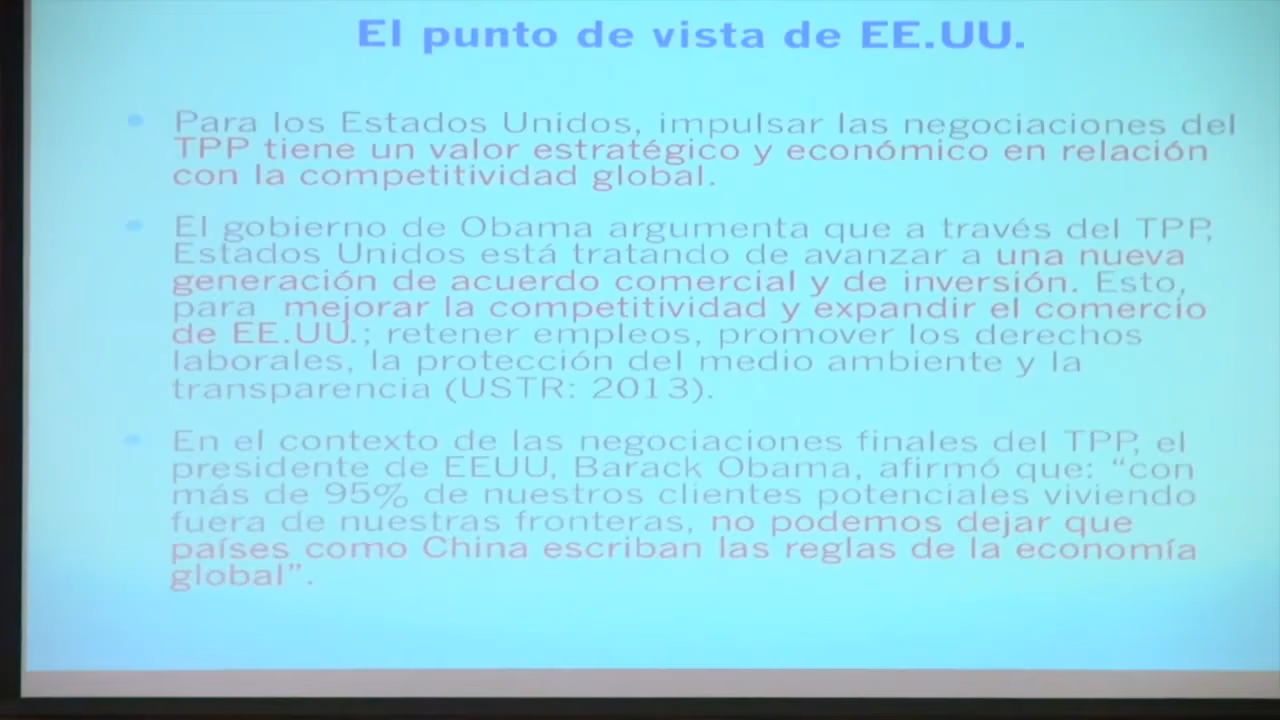 El punto de vista de EE.UU.
• Para los Estados Unidos, impulsar las negociaciones del
TPP tiene un valor estratégico y económico en relación
con la competitividad global.
• El gobierno de Obama argumenta que a través del TPP,
Estados Unidos está tratando de avanzar a una nueva
generación de acuerdo comercial y de inversión. Esto,
para mejorar la competitividad y expandir el comercio
de EE.UU.; retener empleos, promover los derechos
laborales, la protección del medio ambiente y la
transparencia (USTR: 2013).
• En el contexto de las negociaciones finales del TPP, el
presidente de EEUU, Barack Obama, afirmó que: “con
más de 95% de nuestros clientes potenciales viviendo
fuera de nuestras fronteras, no podemos dejar que
países como China escriban las reglas de la economía
global”.